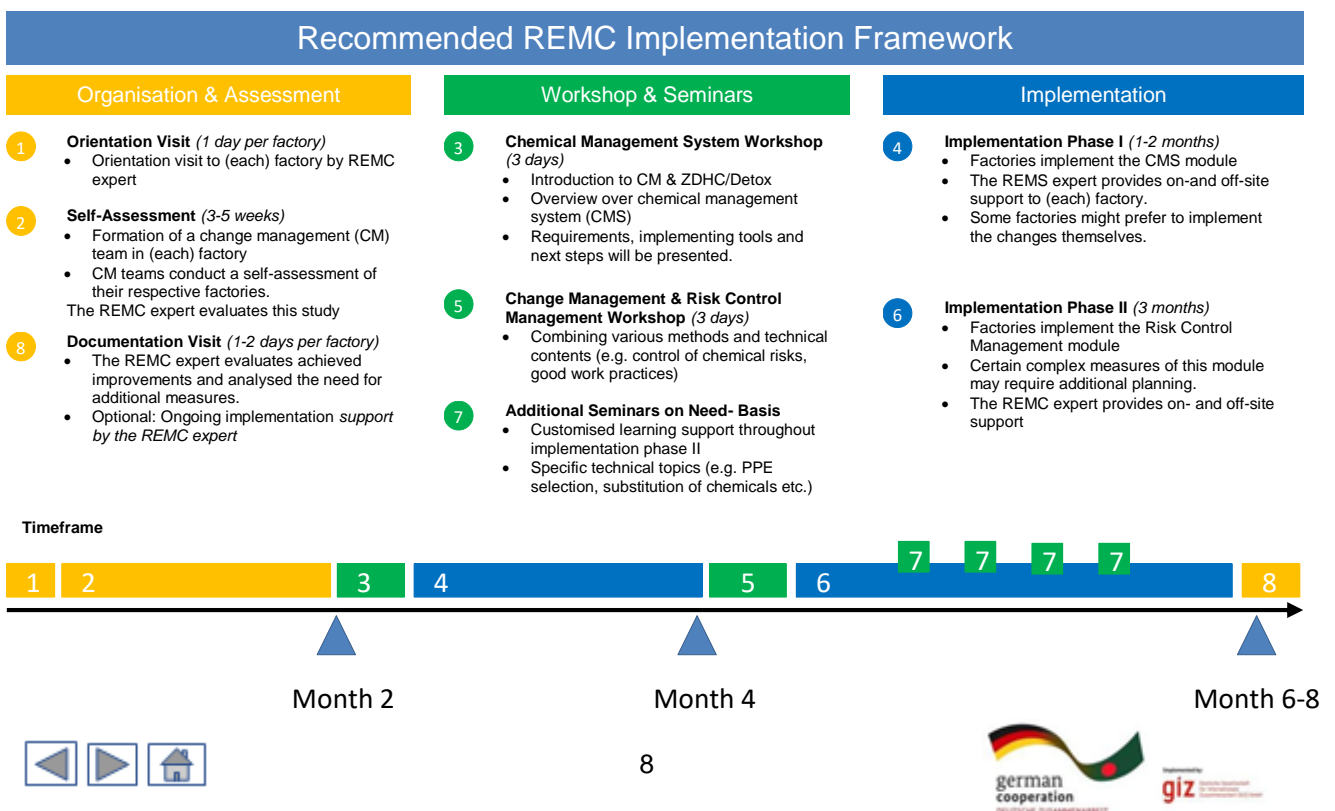 Recommended REMC Implementation Framework
Organisation & Assessment
1
Orientation Visit (1 day per factory)
• Orientation visit to (each) factory by REMC
expert
2
Self-Assessment (3-5 weeks)
• Formation of a change management (CM)
team in (each) factory
• CM teams conduct a self-assessment of
their respective factories.
The REMC expert evaluates this study
8
Documentation Visit (1-2 days per factory)
• The REMC expert evaluates achieved
improvements and analysed the need for
additional measures.
• Optional: Ongoing implementation support
by the REMC expert
Workshop & Seminars
3
Chemical Management System Workshop
(3 days)
• Introduction to CM & ZDHC/Detox
• Overview over chemical management
system (CMS)
• Requirements, implementing tools and
next steps will be presented.
5
Change Management & Risk Control
Management Workshop (3 days)
• Combining various methods and technical
contents (e.g. control of chemical risks,
good work practices)
7
Additional Seminars on Need- Basis
• Customised learning support throughout
implementation phase II
• Specific technical topics (e.g. PPE
selection, substitution of chemicals etc.)
Implementation
4
Implementation Phase I (1-2 months)
• Factories implement the CMS module
• The REMS expert provides on-and off-site
support to (each) factory.
• Some factories might prefer to implement
the changes themselves.
6
Implementation Phase II (3 months)
• Factories implement the Risk Control
Management module
• Certain complex measures of this module
may require additional planning.
• The REMC expert provides on- and off-site
support
Timeframe
7 7 7 7
1 2 3 4 5 6 8
Month 2 Month 4 Month 6-8
8
german
cooperation
DEUTSCHE ZUSAMMENARBEIT
Implemented by
giz